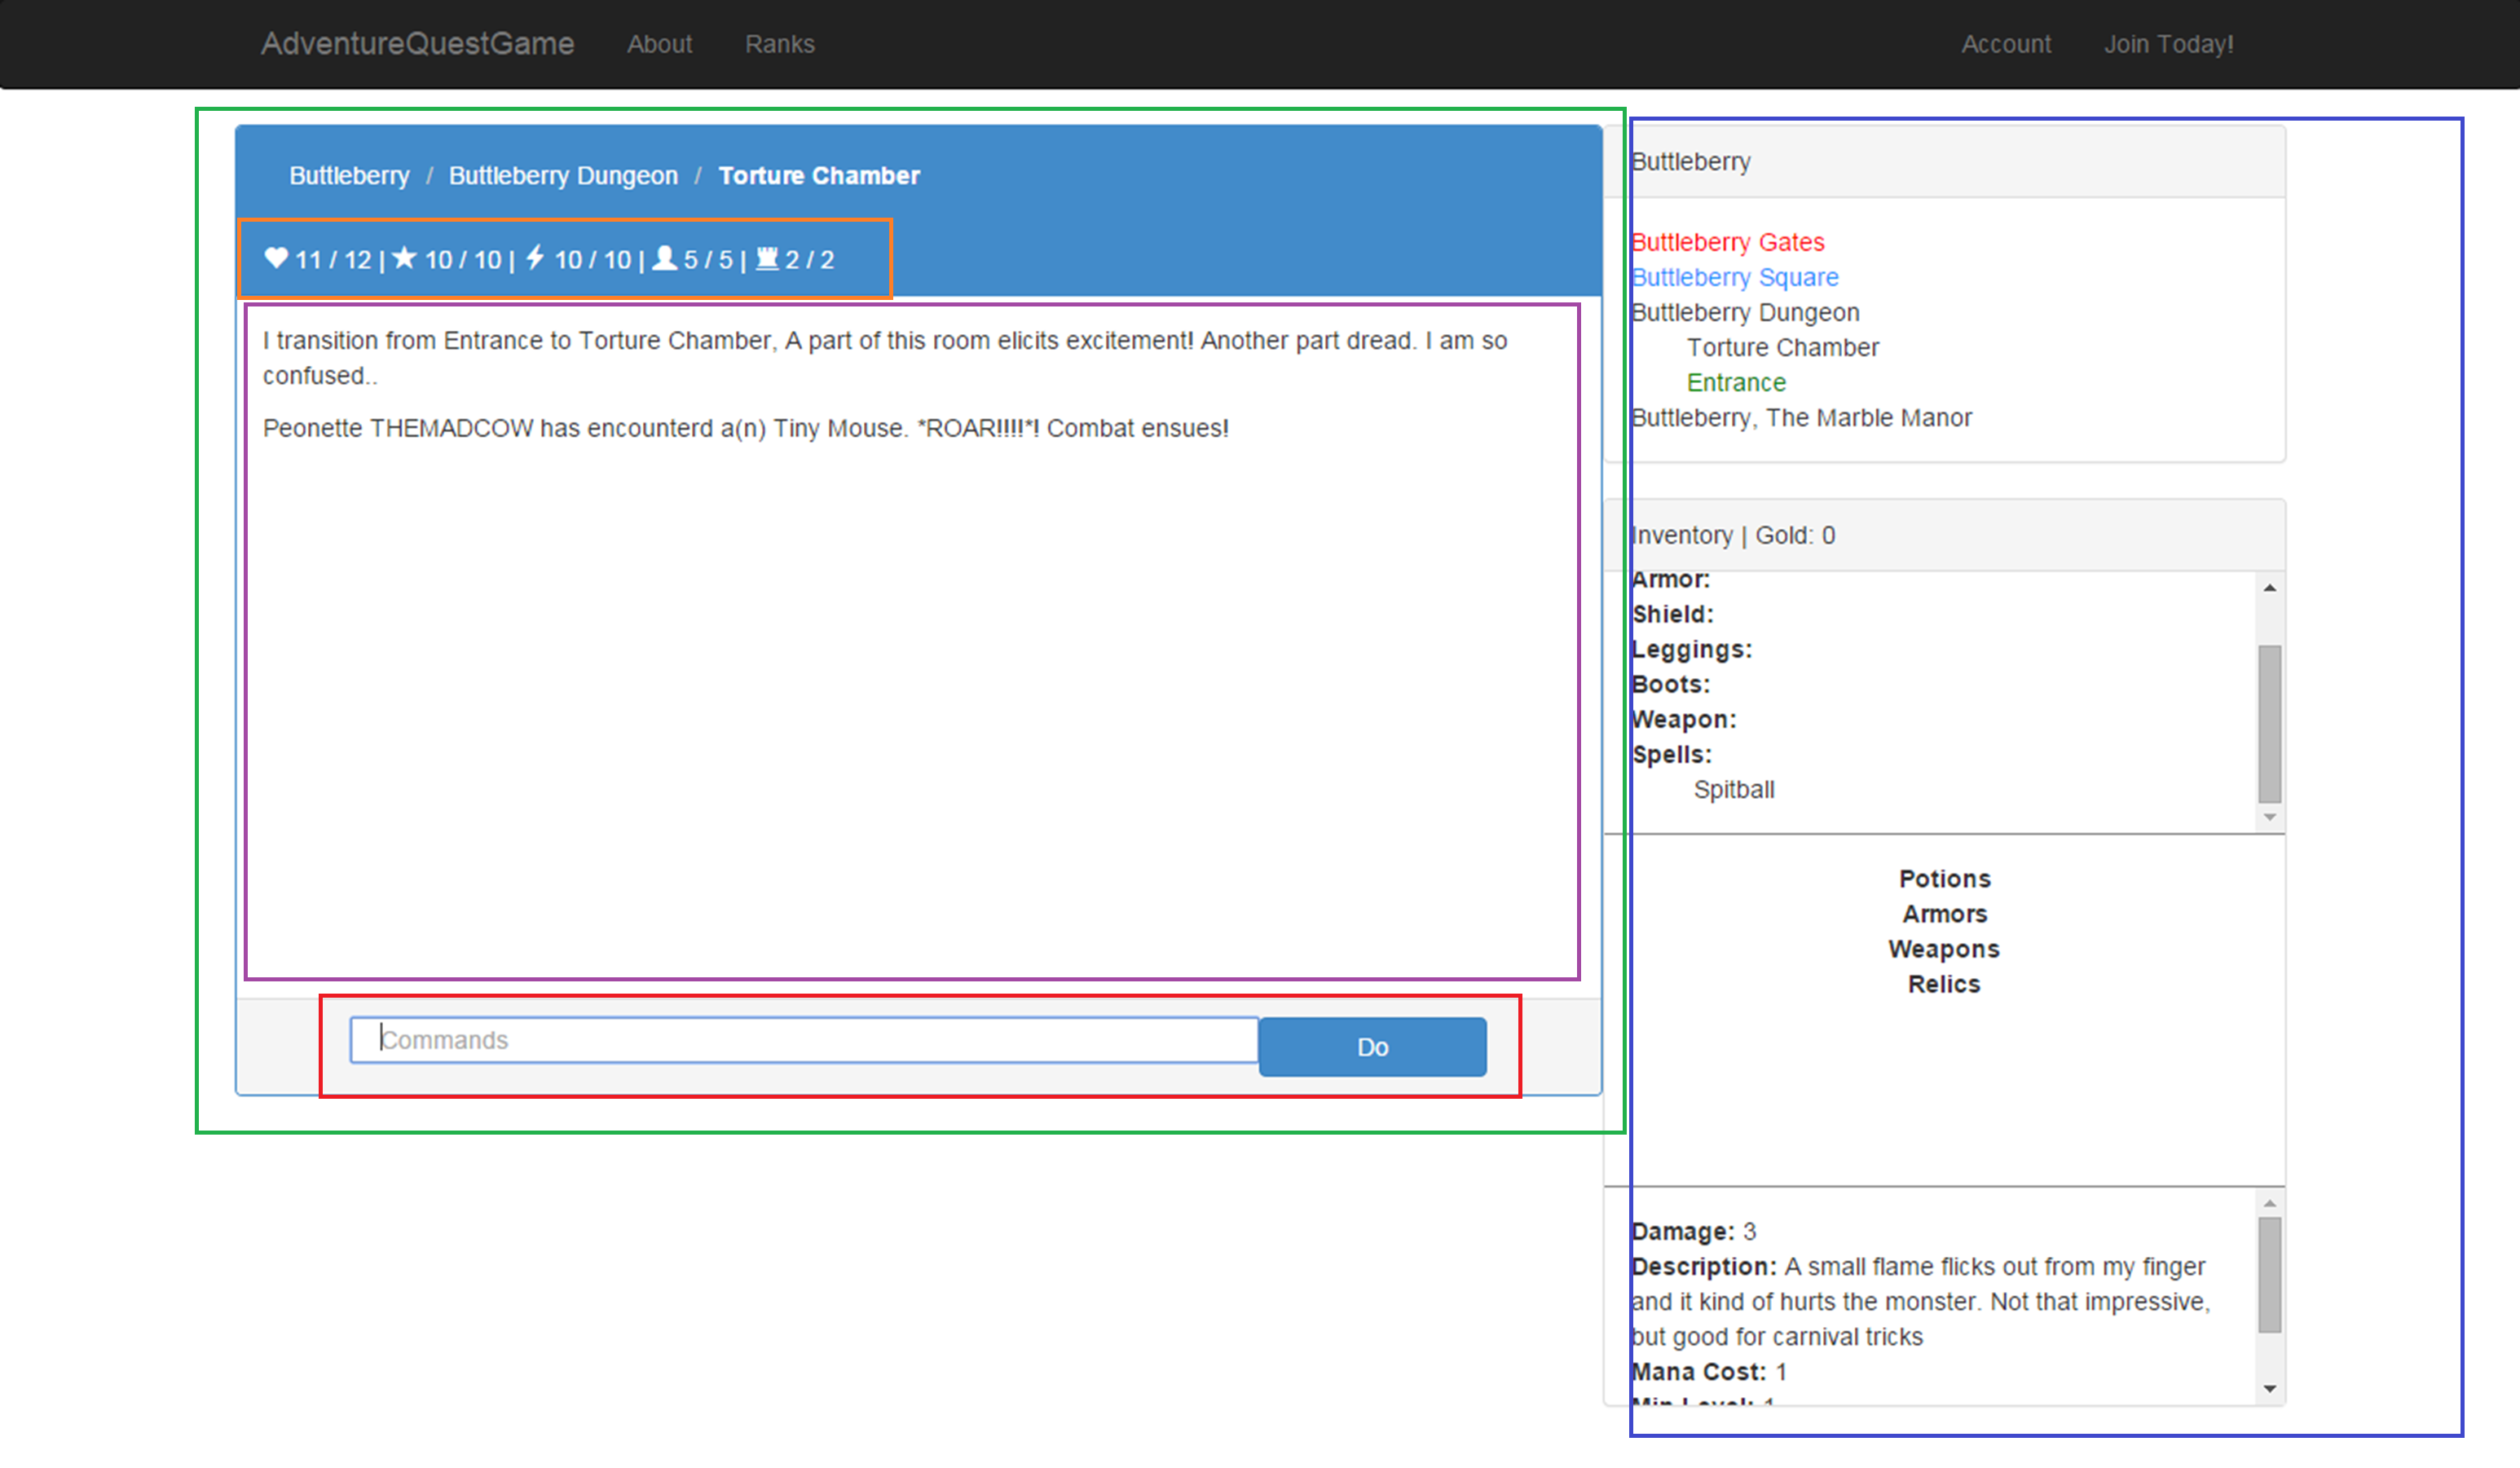 AdventureQuestGame About Ranks Account Join Today!
Buttleberry / Buttleberry Dungeon / Torture Chamber
11 / 12 | 10 / 10 | 10 / 10 | 5 / 5 | 2 / 2
I transition from Entrance to Torture Chamber, A part of this room elicits excitement! Another part dread. I am so
confused..
Peonette THEMADCOW has encounterd a(n) Tiny Mouse. *ROAR!!!!*! Combat ensues!
Commands
Do
Buttleberry
Buttleberry Gates
Buttleberry Square
Buttleberry Dungeon
Torture Chamber
Entrance
Buttleberry, The Marble Manor
Inventory | Gold: 0
Armor:
Shield:
Leggings:
Boots:
Weapon:
Spells:
Spitball
Potions
Armors
Weapons
Relics
Damage: 3
Description: A small flame flicks out from my finger
and it kind of hurts the monster. Not that impressive,
but good for carnival tricks
Mana Cost: 1
Min Level: 1